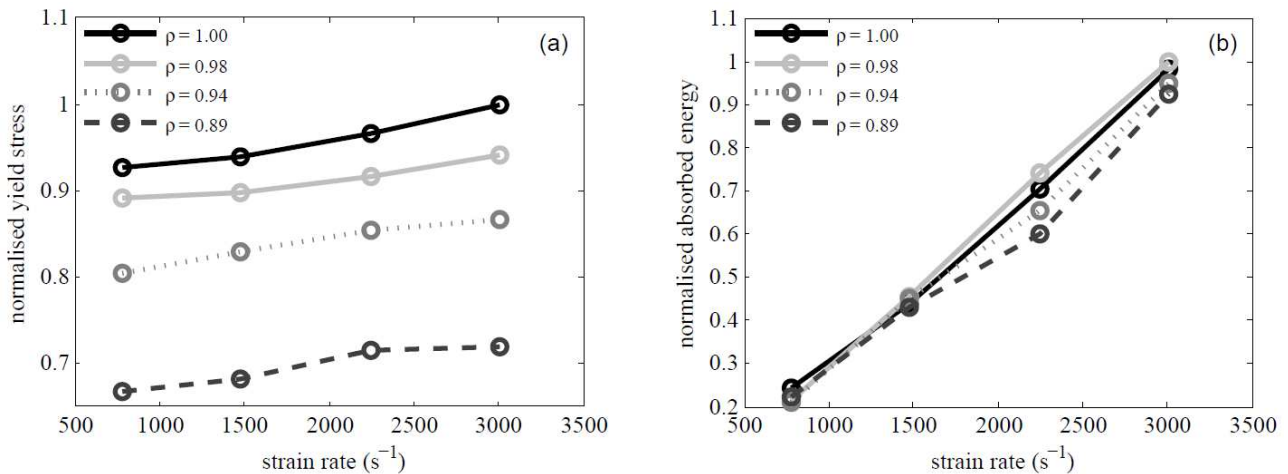 1.1
1
0.9
0.8
0.7
normalised yield stress
ρ = 1.00
ρ = 0.98
ρ = 0.94
ρ = 0.89
(a)
500 1000 1500 2000 2500 3000 3500
strain rate (s⁻¹)
1.1
1
0.9
0.8
0.7
0.6
0.5
0.4
0.3
0.2
normalised absorbed energy
ρ = 1.00
ρ = 0.98
ρ = 0.94
ρ = 0.89
(b)
500 1000 1500 2000 2500 3000 3500
strain rate (s⁻¹)